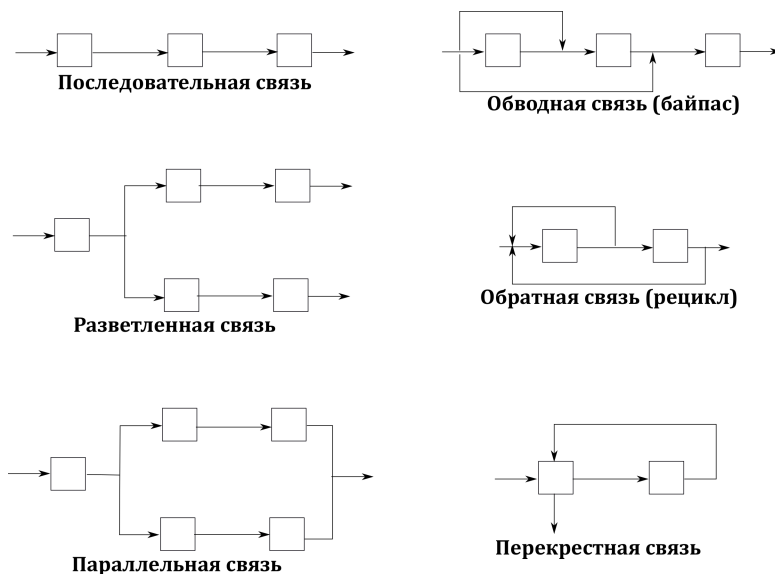 Последовательная связь
Обводная связь (байпас)
Разветленная связь
Обратная связь (рецикл)
Параллельная связь
Перекрестная связь